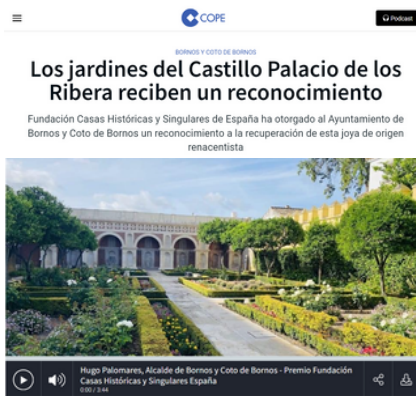 COPE
Podcast
BORNOS Y COTO DE BORNOS
Los jardines del Castillo Palacio de los
Ribera reciben un reconocimiento
Fundación Casas Históricas y Singulares de España ha otorgado al Ayuntamiento de
Bornos y Coto de Bornos un reconocimiento a la recuperación de esta joya de origen
renacentista
Hugo Palomares, Alcalde de Bornos y Coto de Bornos - Premio Fundación
Casas Históricas y Singulares España
0:00 / 3:44